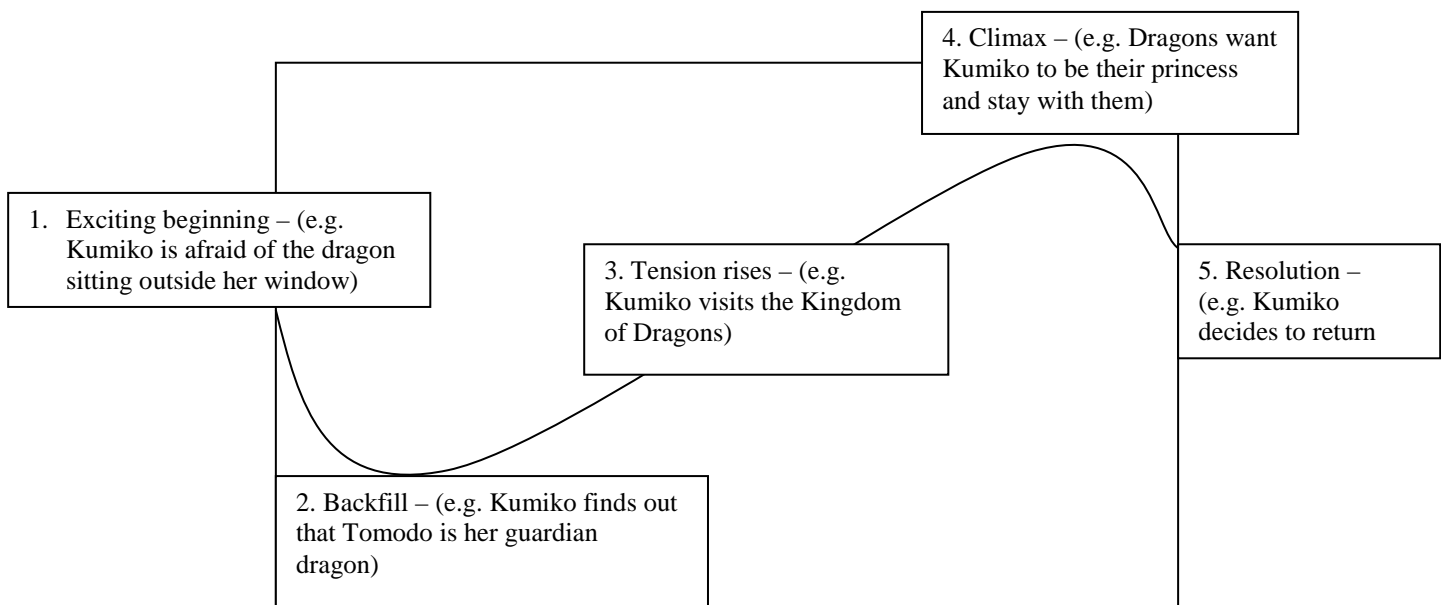 1. Exciting beginning – (e.g.
Kumiko is afraid of the dragon
sitting outside her window)
2. Backfill – (e.g. Kumiko finds out
that Tomodo is her guardian
dragon)
3. Tension rises – (e.g.
Kumiko visits the Kingdom
of Dragons)
4. Climax – (e.g. Dragons want
Kumiko to be their princess
and stay with them)
5. Resolution –
(e.g. Kumiko
decides to return